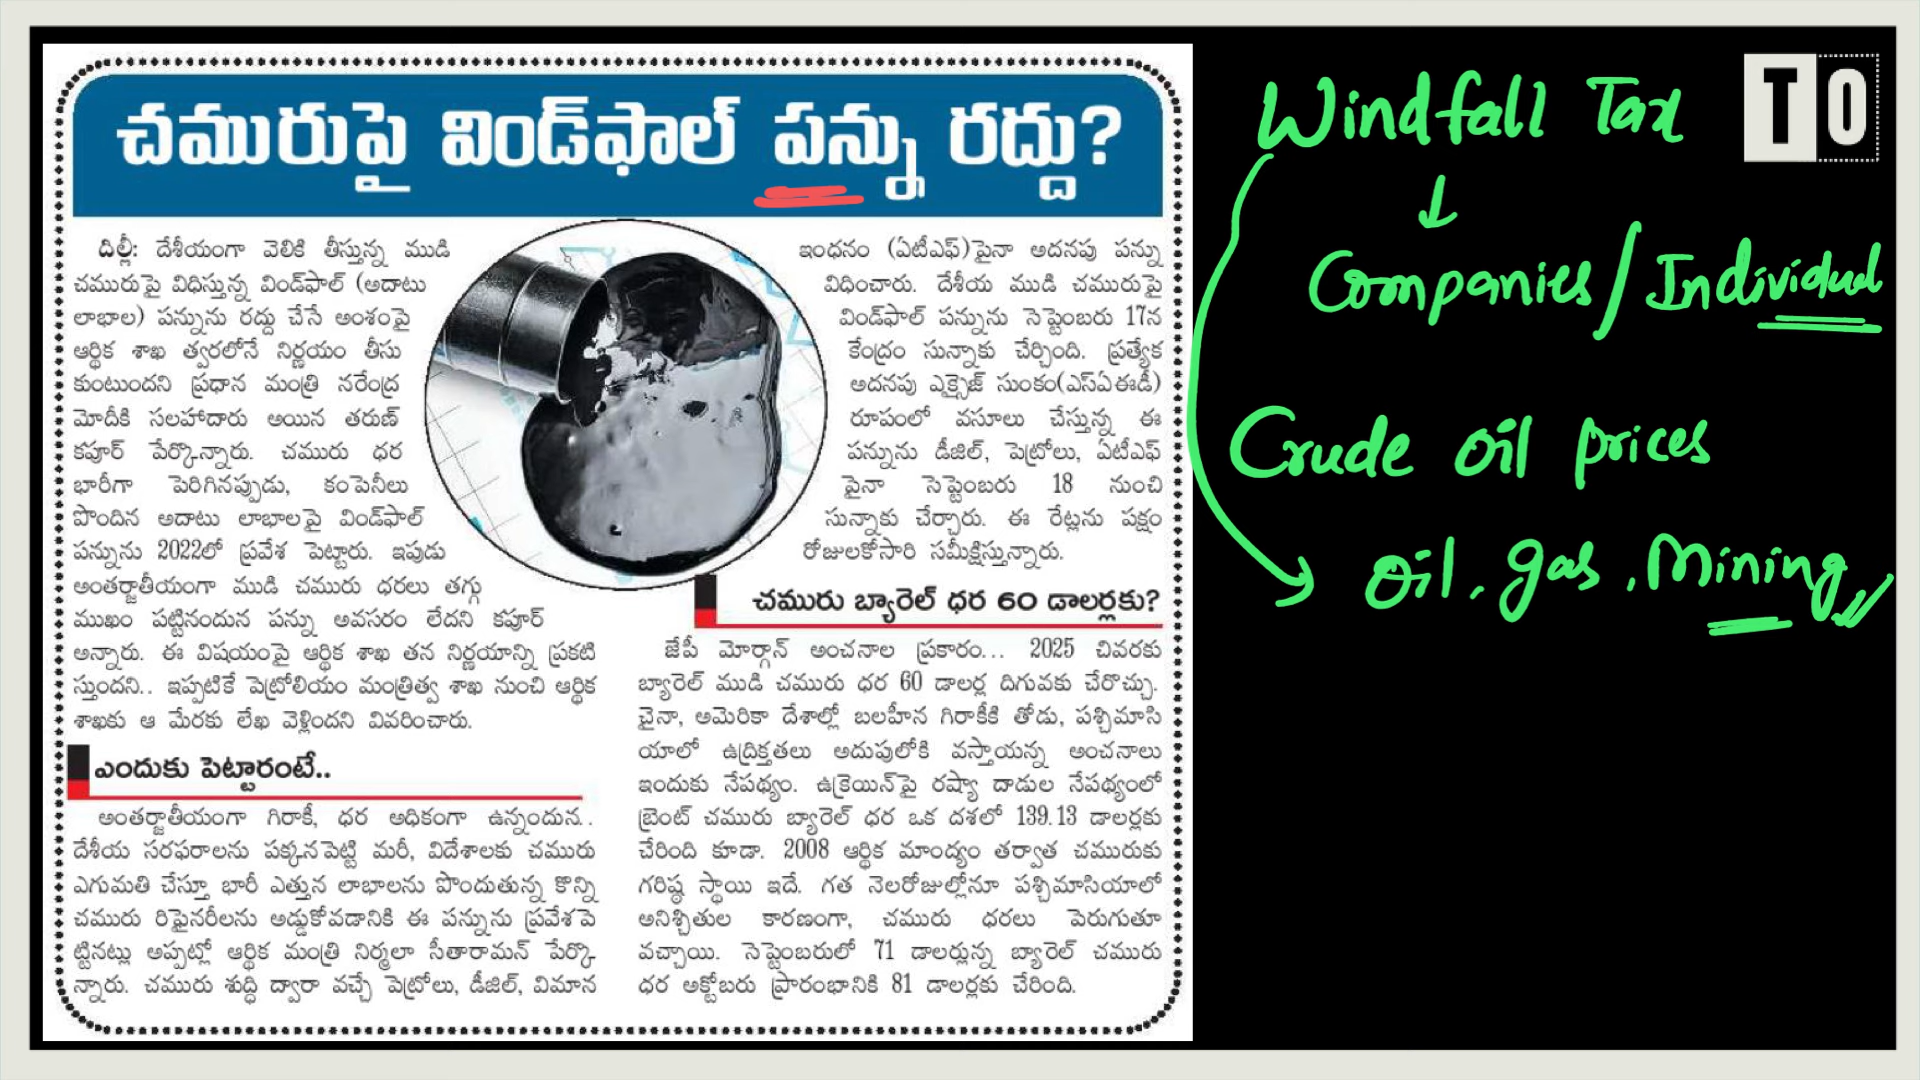 చమురుపై విండ్‌ఫాల్ పన్ను రద్దు?
దిల్లీ: దేశీయంగా వెలికి తీస్తున్న ముడి
చమురుపై విధిస్తున్న విండ్‌ఫాల్ (అదాటు
లాభాల) పన్నును రద్దు చేసే అంశంపై
ఆర్థిక శాఖ త్వరలోనే నిర్ణయం తీసు
కుంటుందని ప్రధాన మంత్రి నరేంద్ర
మోదీకి సలహాదారు అయిన తరుణ్
కపూర్ పేర్కొన్నారు. చమురు ధర
భారీగా పెరిగినప్పుడు, కంపెనీలు
పొందిన అదాటు లాభాలపై విండ్‌ఫాల్
పన్నును 2022లో ప్రవేశ పెట్టారు. ఇపుడు
అంతర్జాతీయంగా ముడి చమురు ధరలు తగ్గు
ముఖం పట్టినందున పన్ను అవసరం లేదని కపూర్
అన్నారు. ఈ విషయంపై ఆర్థిక శాఖ తన నిర్ణయాన్ని ప్రకటి
స్తుందని.. ఇప్పటికే పెట్రోలియం మంత్రిత్వ శాఖ నుంచి ఆర్థిక
శాఖకు ఆ మేరకు లేఖ వెళ్లిందని వివరించారు.
ఎందుకు పెట్టారంటే..
అంతర్జాతీయంగా గిరాకీ, ధర అధికంగా ఉన్నందున..
దేశీయ సరఫరాలను పక్కనపెట్టి మరీ, విదేశాలకు చమురు
ఎగుమతి చేస్తూ భారీ ఎత్తున లాభాలను పొందుతున్న కొన్ని
చమురు రిఫైనరీలను అడ్డుకోవడానికి ఈ పన్నును ప్రవేశపె
ట్టినట్లు అప్పట్లో ఆర్థిక మంత్రి నిర్మలా సీతారామన్ పేర్కొ
న్నారు. చమురు శుద్ధి ద్వారా వచ్చే పెట్రోలు, డీజిల్, విమాన
ఇంధనం (ఏటీఎఫ్)పైనా అదనపు పన్ను
విధించారు. దేశీయ ముడి చమురుపై
విండ్‌ఫాల్ పన్నును సెప్టెంబరు 17న
కేంద్రం సున్నాకు చేర్చింది. ప్రత్యేక
అదనపు ఎక్సైజ్ సుంకం(ఎస్ఏఈడీ)
రూపంలో వసూలు చేస్తున్న ఈ
పన్నును డీజిల్, పెట్రోలు, ఏటీఎఫ్
పైనా సెప్టెంబరు 18 నుంచి
సున్నాకు చేర్చారు. ఈ రేట్లను పక్షం
రోజులకోసారి సమీక్షిస్తున్నారు.
చమురు బ్యారెల్ ధర 60 డాలర్లకు?
జేపీ మోర్గాన్ అంచనాల ప్రకారం... 2025 చివరకు
బ్యారెల్ ముడి చమురు ధర 60 డాలర్ల దిగువకు చేరొచ్చు.
చైనా, అమెరికా దేశాల్లో బలహీన గిరాకీకి తోడు, పశ్చిమాసి
యాలో ఉద్రిక్తతలు అదుపులోకి వస్తాయన్న అంచనాలు
ఇందుకు నేపథ్యం. ఉక్రెయిన్‌పై రష్యా దాడుల నేపథ్యంలో
బ్రెంట్ చమురు బ్యారెల్ ధర ఒక దశలో 139.13 డాలర్లకు
చేరింది కూడా. 2008 ఆర్థిక మాంద్యం తర్వాత చమురుకు
గరిష్ఠ స్థాయి ఇదే. గత నెలరోజుల్లోనూ పశ్చిమాసియాలో
అనిశ్చితుల కారణంగా, చమురు ధరలు పెరుగుతూ
వచ్చాయి. సెప్టెంబరులో 71 డాలర్లున్న బ్యారెల్ చమురు
ధర అక్టోబరు ప్రారంభానికి 81 డాలర్లకు చేరింది.
Windfall Tax
TO
Companies/Individual
Crude oil prices
Oil, gas, Mining